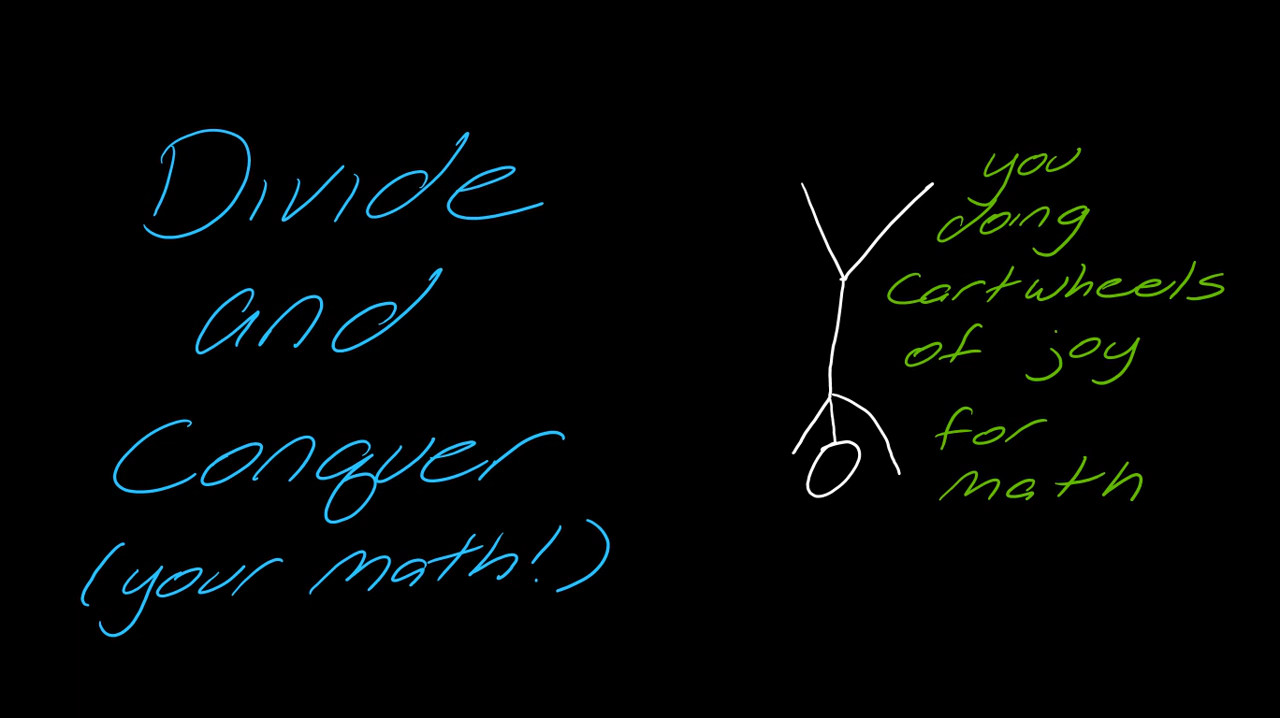 Divide
and
Conquer
(your math!)
you
doing
cartwheels
of joy
for
math